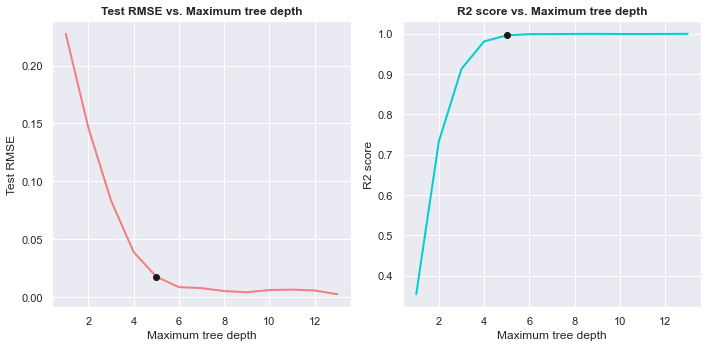 Test RMSE vs. Maximum tree depth
R2 score vs. Maximum tree depth
Test RMSE
0.20
0.15
0.10
0.05
0.00
2 4 6 8 10 12
Maximum tree depth
R2 score
1.0
0.9
0.8
0.7
0.6
0.5
0.4
2 4 6 8 10 12
Maximum tree depth